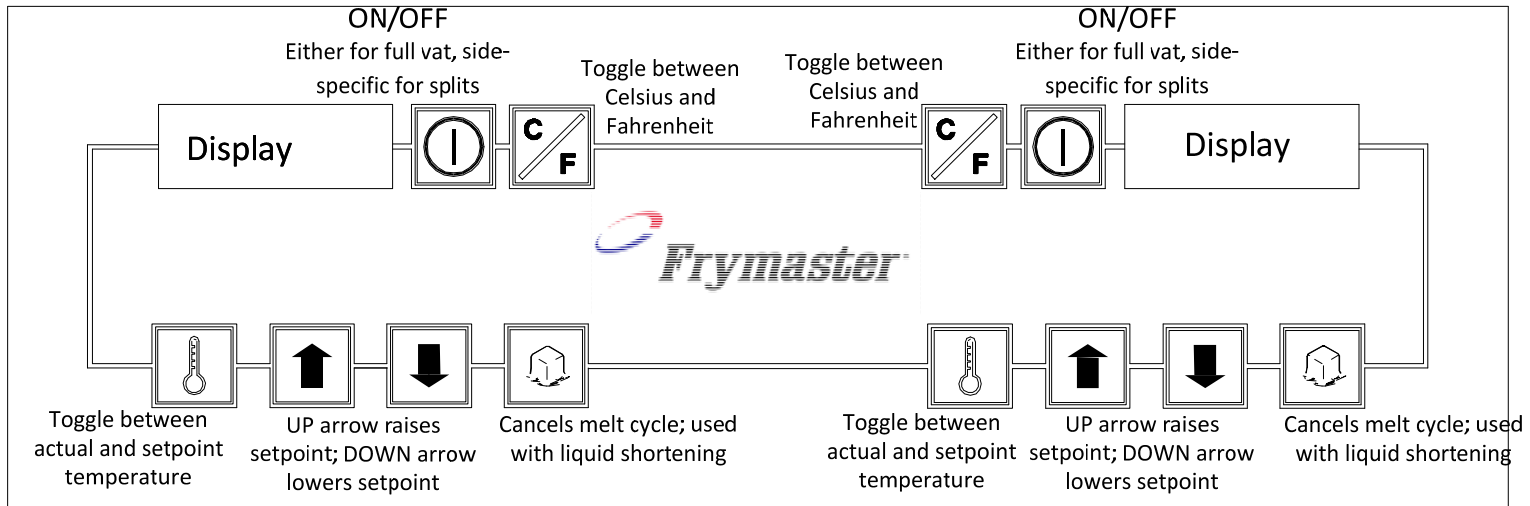 ON/OFF
Either for full vat, side-
specific for splits
Toggle between
Celsius and
Fahrenheit
Toggle between
Celsius and
Fahrenheit
ON/OFF
Either for full vat, side-
specific for splits
Display
C
F
C
F
Display
Frymaster
Toggle between
actual and setpoint
temperature
UP arrow raises
setpoint; DOWN arrow
lowers setpoint
Cancels melt cycle; used
with liquid shortening
Toggle between
actual and setpoint
temperature
UP arrow raises
setpoint; DOWN arrow
lowers setpoint
Cancels melt cycle; used
with liquid shortening